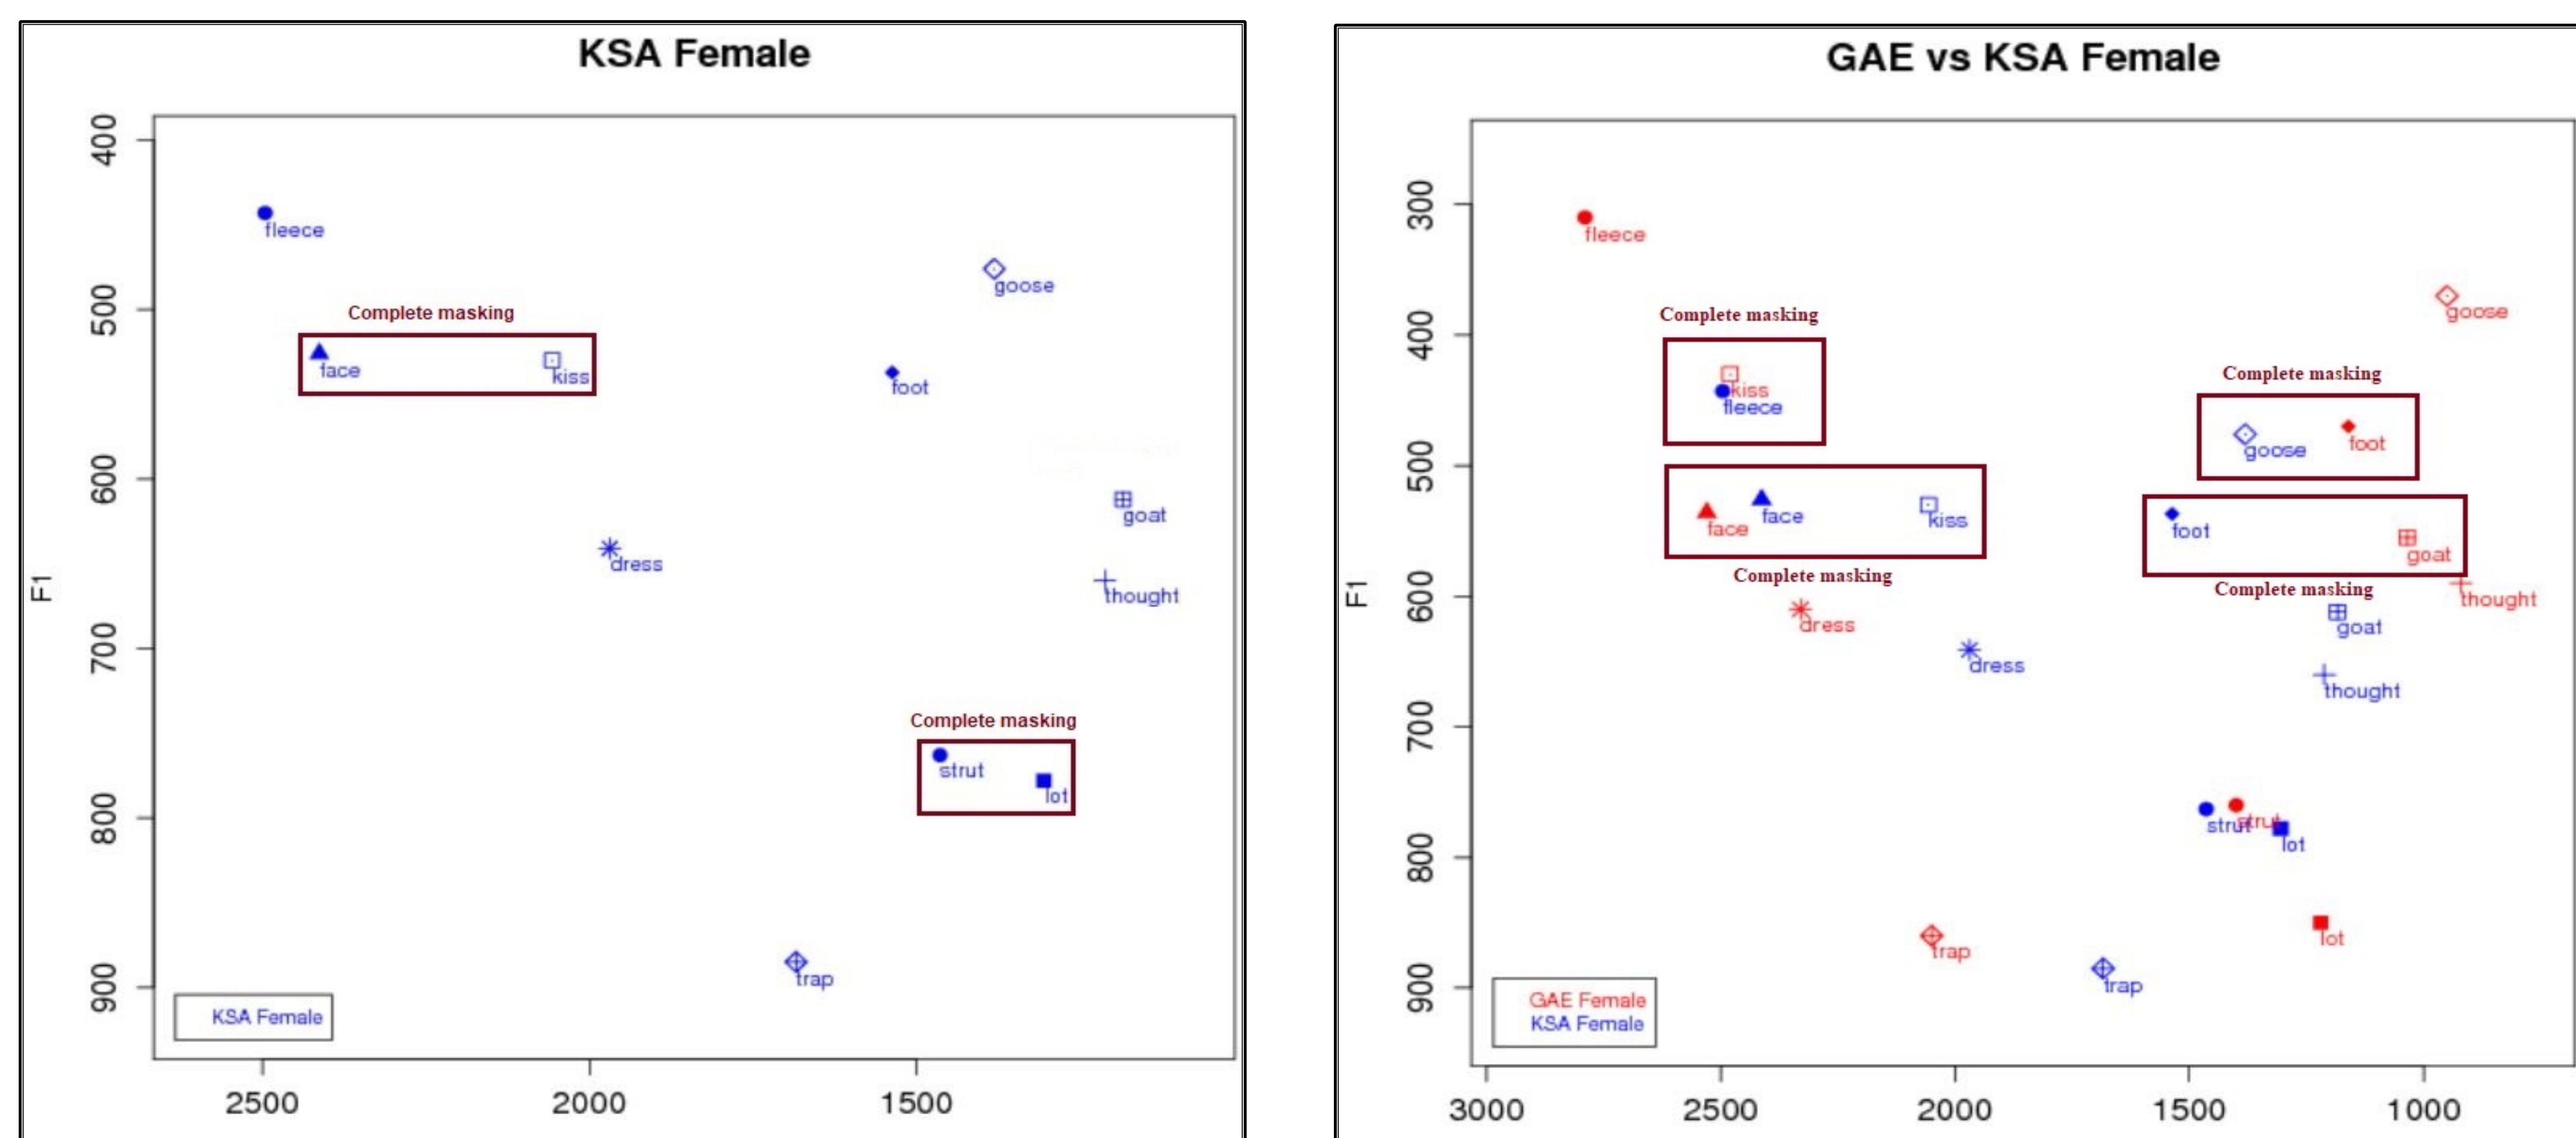 KSA Female
400
fleece
goose
500
Complete masking
face
kiss
foot
600
goat
dress
F1
thought
700
Complete masking
strut
lot
800
trap
900
KSA Female
2500 2000 1500
GAE vs KSA Female
300
fleece
goose
Complete masking
400
kiss
fleece
Complete masking
goose
foot
500
face
face
kiss
foot
goat
Complete masking
Complete masking
F1
600
thought
dress
goat
dress
thought
700
strut
strut
lot
800
lot
trap
trap
900
GAE Female
KSA Female
3000 2500 2000 1500 1000